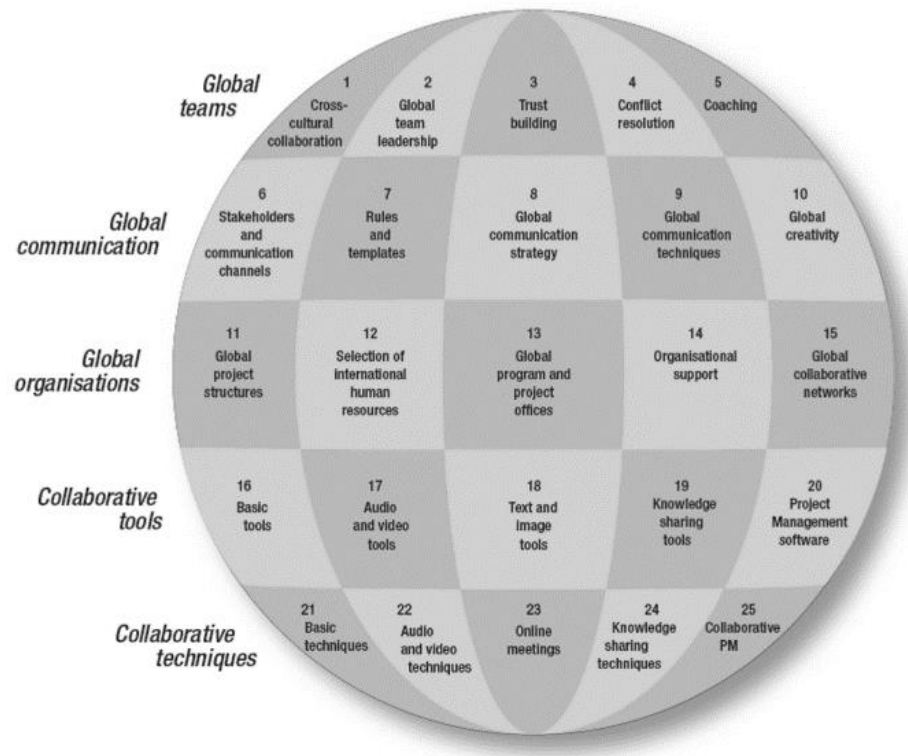 Global
teams
1
Cross-
cultural
collaboration
2
Global
team
leadership
3
Trust
building
4
Conflict
resolution
5
Coaching
Global
communication
6
Stakeholders
and
communication
channels
7
Rules
and
templates
8
Global
communication
strategy
9
Global
communication
techniques
10
Global
creativity
Global
organisations
11
Global
project
structures
12
Selection of
international
human
resources
13
Global
program and
project
offices
14
Organisational
support
15
Global
collaborative
networks
Collaborative
tools
16
Basic
tools
17
Audio
and video
tools
18
Text and
image
tools
19
Knowledge
sharing
tools
20
Project
Management
software
Collaborative
techniques
21
Basic
techniques
22
Audio
and video
techniques
23
Online
meetings
24
Knowledge
sharing
techniques
25
Collaborative
PM